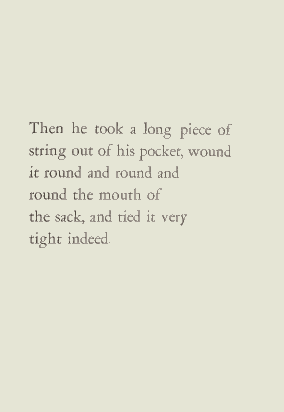 Then he took a long piece of
string out of his pocket, wound
it round and round and
round the mouth of
the sack, and tied it very
tight indeed.